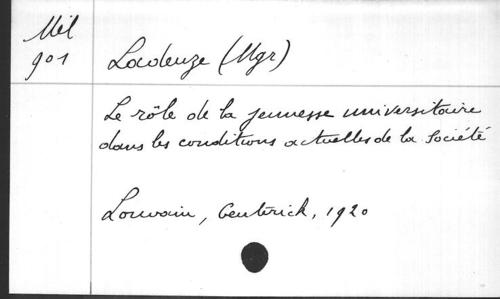 Mél
901
Ladeuze (Mgr)
Le rôle de la jeunesse universitaire
dans les conditions actuelles de la Société
Louvain, Ceuterick, 1920